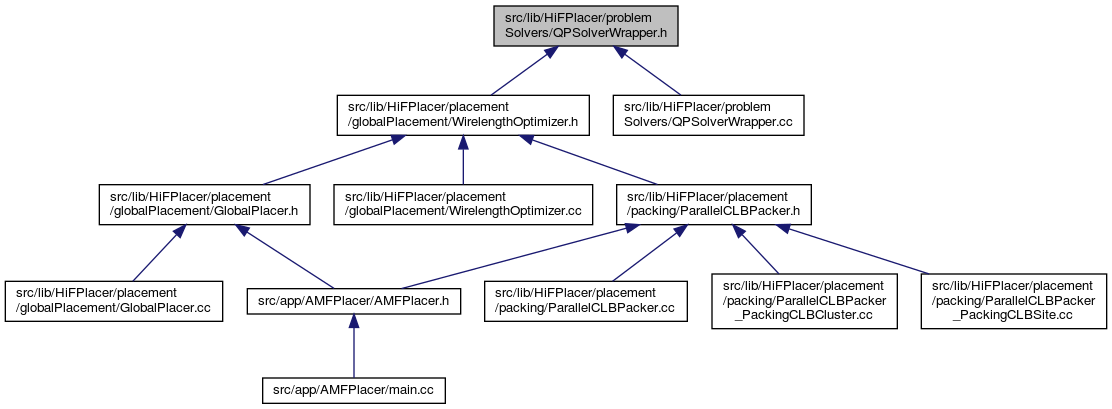 src/lib/HiFPlacer/problem
Solvers/QPSolverWrapper.h
src/lib/HiFPlacer/placement
/globalPlacement/WirelengthOptimizer.h
src/lib/HiFPlacer/problem
Solvers/QPSolverWrapper.cc
src/lib/HiFPlacer/placement
/globalPlacement/GlobalPlacer.h
src/lib/HiFPlacer/placement
/globalPlacement/WirelengthOptimizer.cc
src/lib/HiFPlacer/placement
/packing/ParallelCLBPacker.h
src/lib/HiFPlacer/placement
/globalPlacement/GlobalPlacer.cc
src/app/AMFPlacer/AMFPlacer.h
src/lib/HiFPlacer/placement
/packing/ParallelCLBPacker.cc
src/lib/HiFPlacer/placement
/packing/ParallelCLBPacker
_PackingCLBCluster.cc
src/lib/HiFPlacer/placement
/packing/ParallelCLBPacker
_PackingCLBSite.cc
src/app/AMFPlacer/main.cc